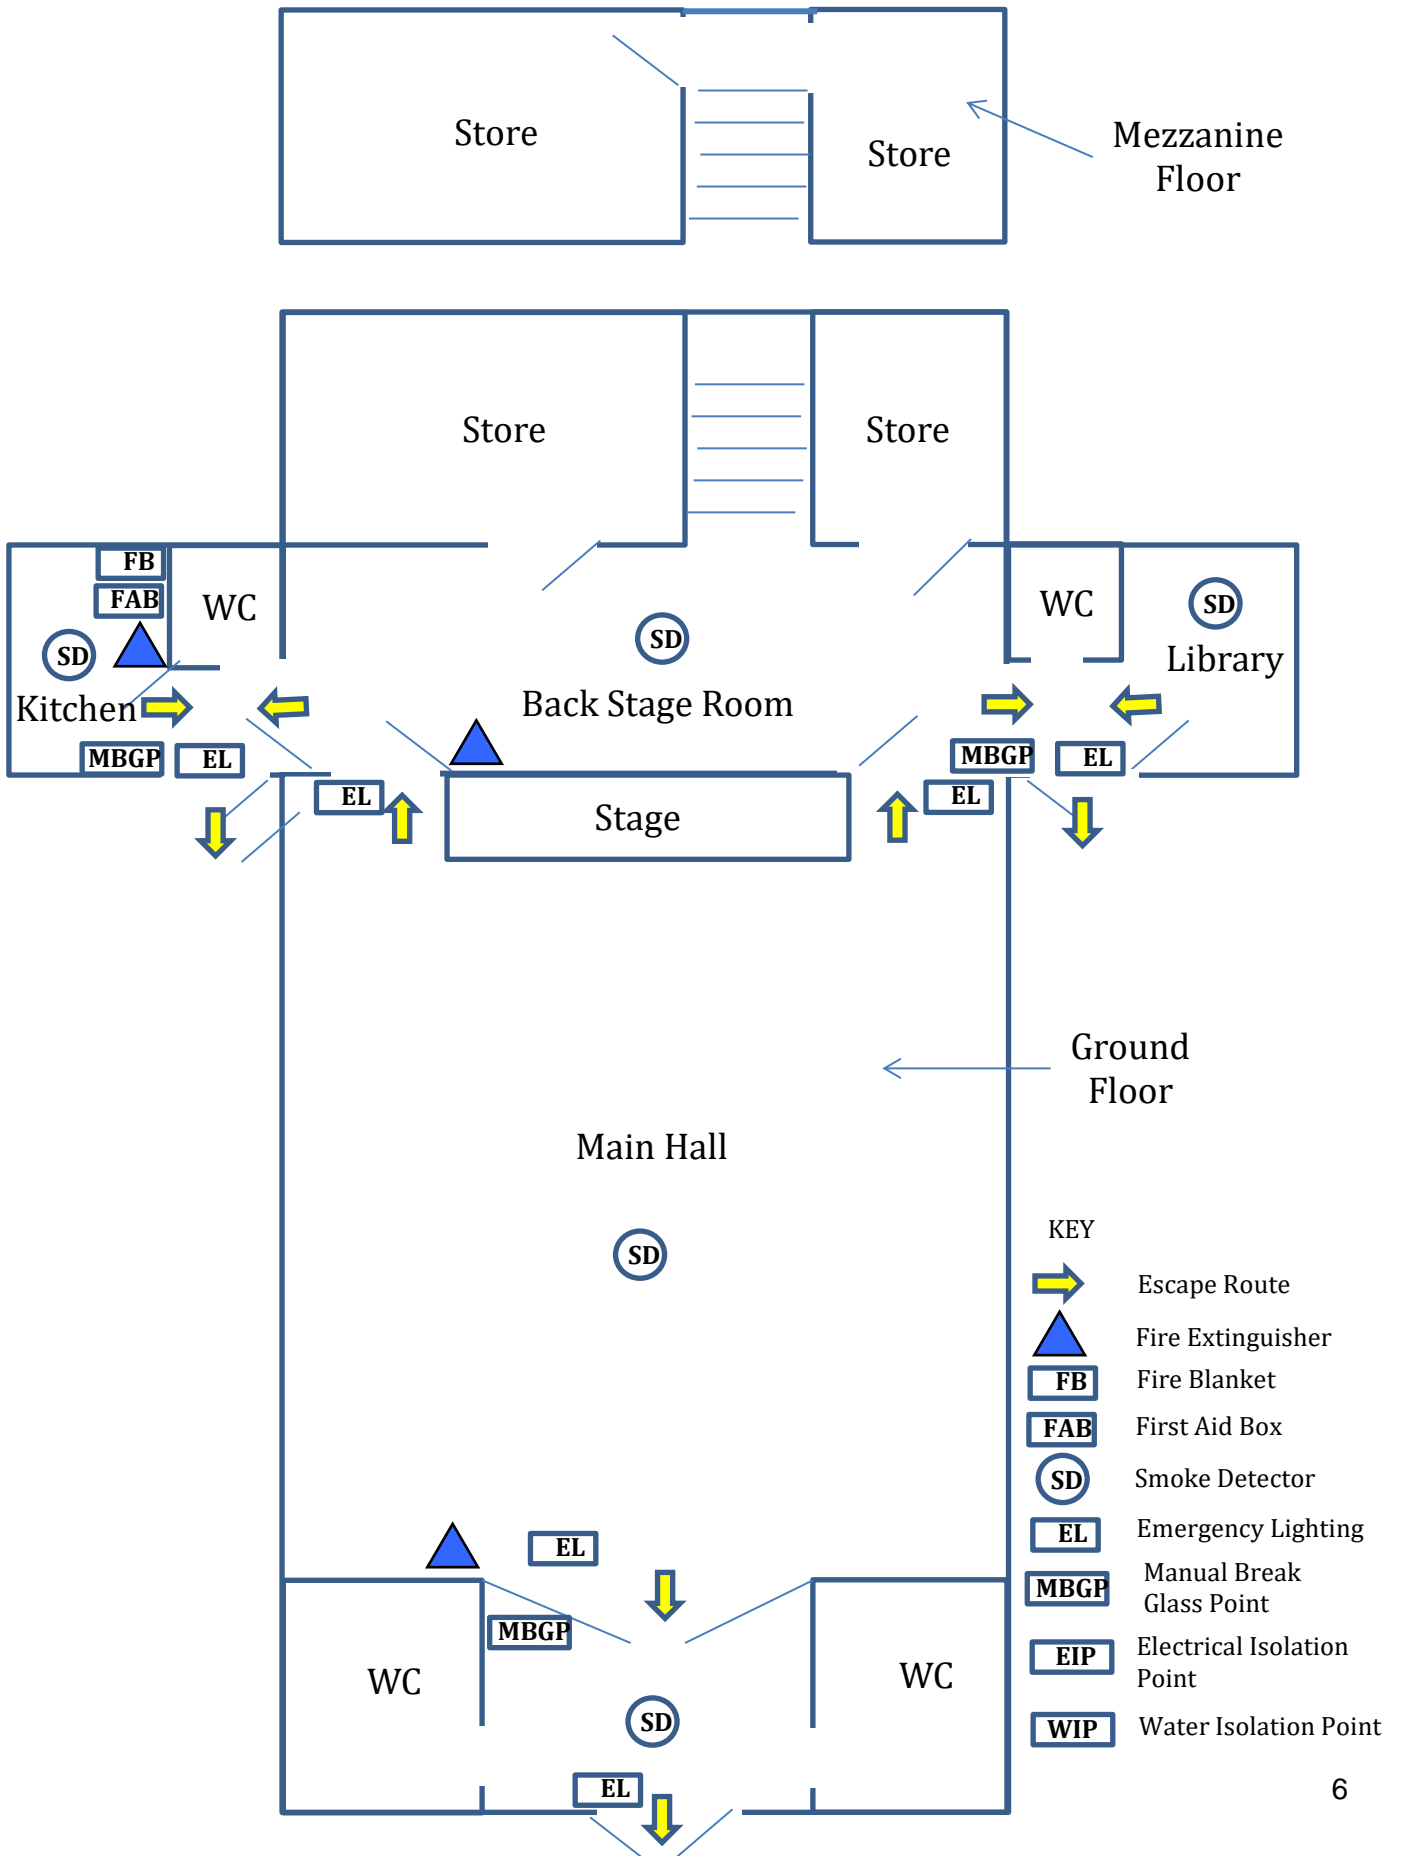 Store
Store
Mezzanine
Floor
Store
Store
FB
FAB
WC
WC
SD
SD
SD
SD
Library
Kitchen
Back Stage Room
MBGP
EL
MBGP
EL
EL
EL
Stage
Ground
Floor
Main Hall
SD
KEY
Escape Route
Fire Extinguisher
FB
Fire Blanket
FAB
First Aid Box
SD
Smoke Detector
EL
Emergency Lighting
EL
MBGP
Manual Break
Glass Point
MBGP
EIP
Electrical Isolation
Point
WC
WC
SD
WIP
Water Isolation Point
EL
6